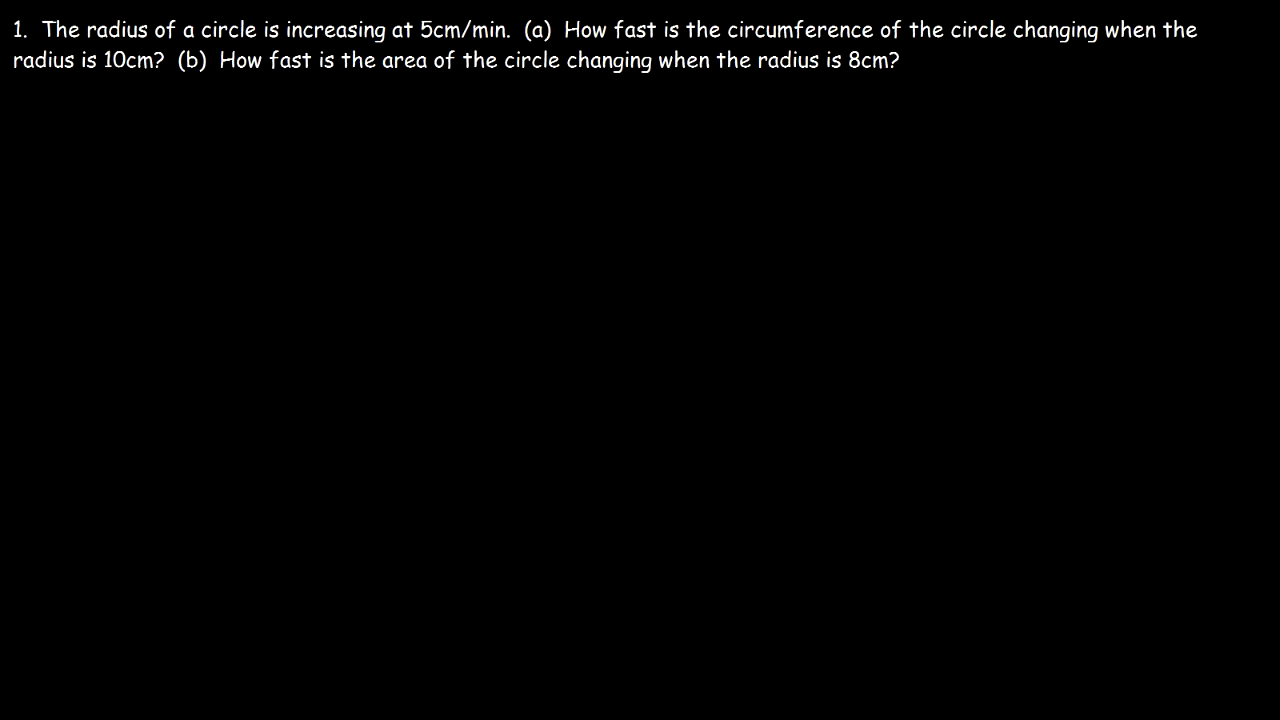 1.  The radius of a circle is increasing at 5cm/min.  (a)  How fast is the circumference of the circle changing when the
radius is 10cm?  (b)  How fast is the area of the circle changing when the radius is 8cm?